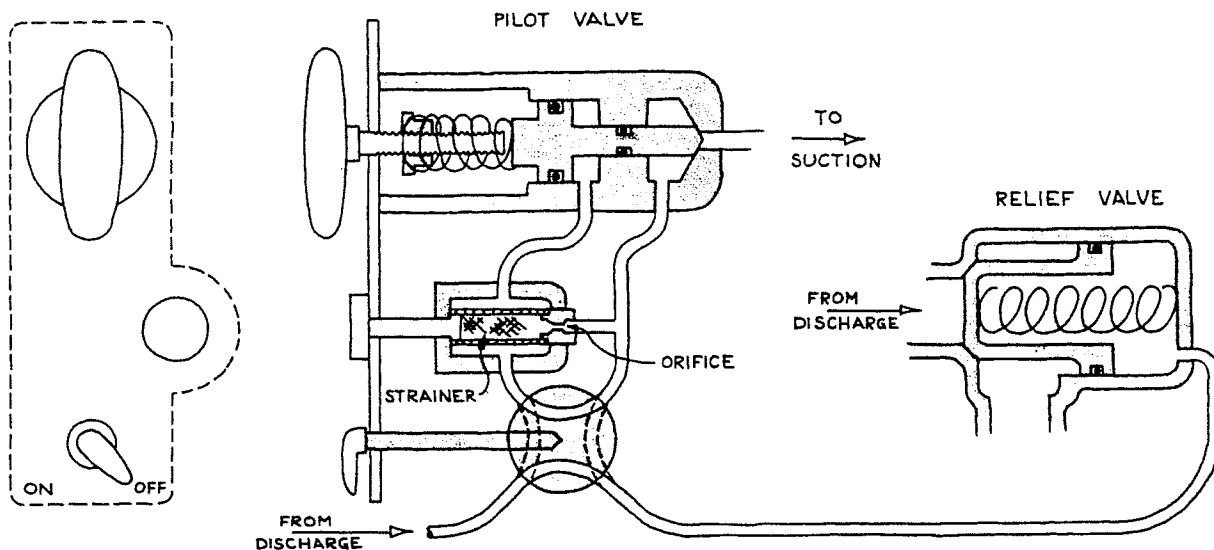 PILOT VALVE
TO
SUCTION
RELIEF VALVE
FROM
DISCHARGE
ORIFICE
STRAINER
ON
OFF
FROM
DISCHARGE